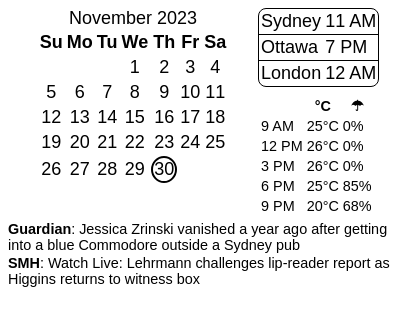 November 2023
Su Mo Tu We Th Fr Sa
1 2 3 4
5 6 7 8 9 10 11
12 13 14 15 16 17 18
19 20 21 22 23 24 25
26 27 28 29 30
Sydney 11 AM
Ottawa 7 PM
London 12 AM
°C ☂
9 AM 25°C 0%
12 PM 26°C 0%
3 PM 26°C 0%
6 PM 25°C 85%
9 PM 20°C 68%
Guardian: Jessica Zrinski vanished a year ago after getting
into a blue Commodore outside a Sydney pub
SMH: Watch Live: Lehrmann challenges lip-reader report as
Higgins returns to witness box